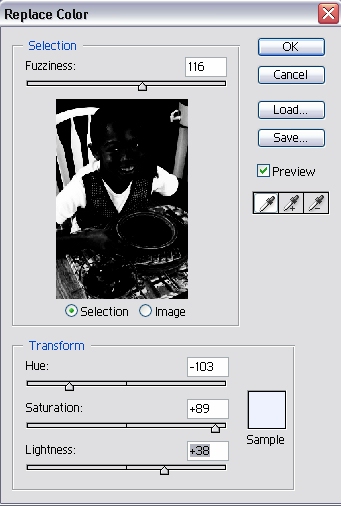 Replace Color
Selection
Fuzziness: 116
OK
Cancel
Load...
Save...
Preview
Selection Image
Transform
Hue: -103
Saturation: +89
Lightness: +38
Sample